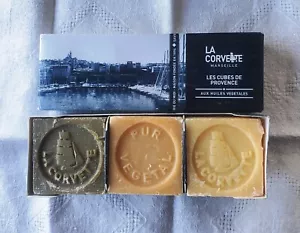 LA
CORVETTE
MARSEILLE
LES CUBES DE
PROVENCE
AUX HUILES VEGETALES
LA CORVETTE
PUR
VEGETAL
LA CORVETTE